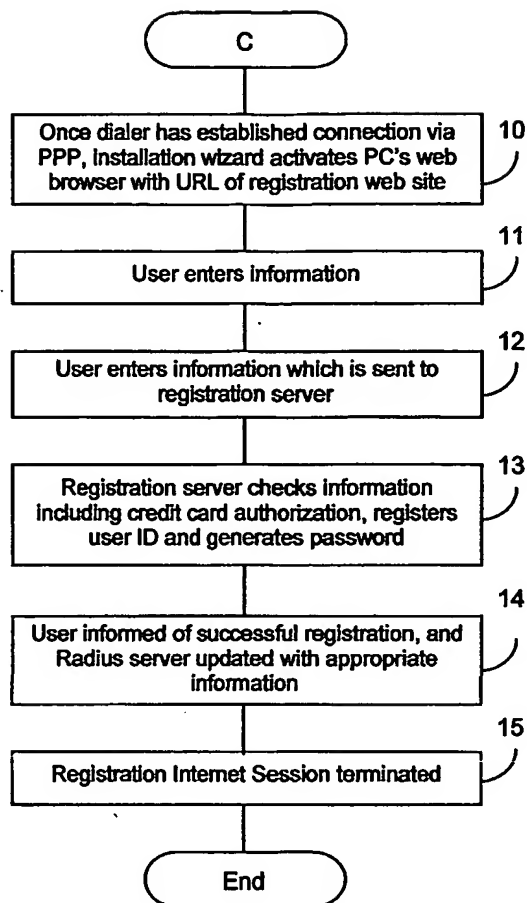 C
Once dialer has established connection via
PPP, installation wizard activates PC's web
browser with URL of registration web site
10
11
User enters information
12
User enters information which is sent to
registration server
13
Registration server checks information
including credit card authorization, registers
user ID and generates password
14
User informed of successful registration, and
Radius server updated with appropriate
information
15
Registration Internet Session terminated
End